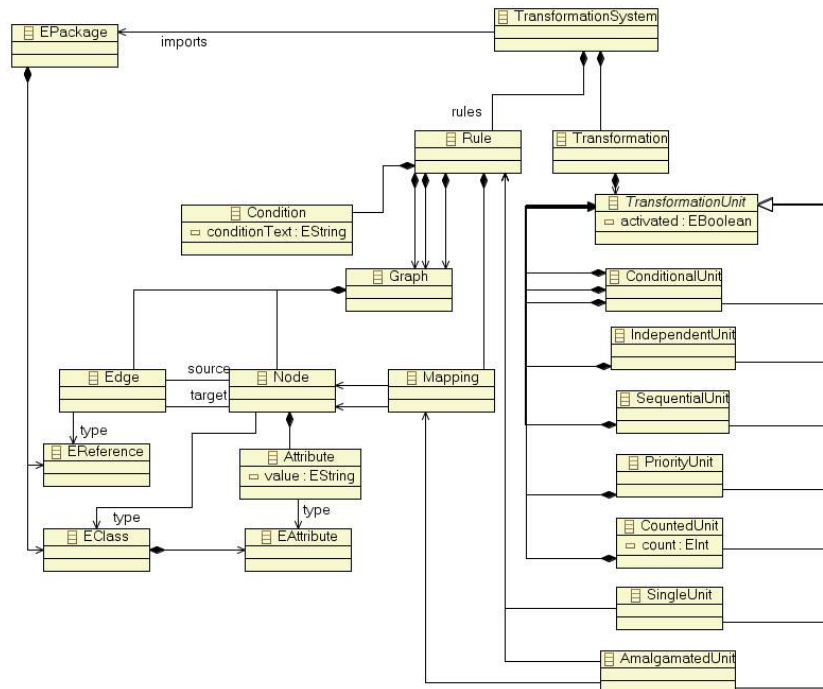 EPackage
TransformationSystem
imports
rules
Rule
Transformation
Condition
conditionText : EString
TransformationUnit
activated : EBoolean
Graph
ConditionalUnit
IndependentUnit
Edge
source
target
Node
Mapping
SequentialUnit
type
EReference
Attribute
value : EString
PriorityUnit
type
type
EClass
EAttribute
CountedUnit
count : EInt
SingleUnit
AmalgamatedUnit